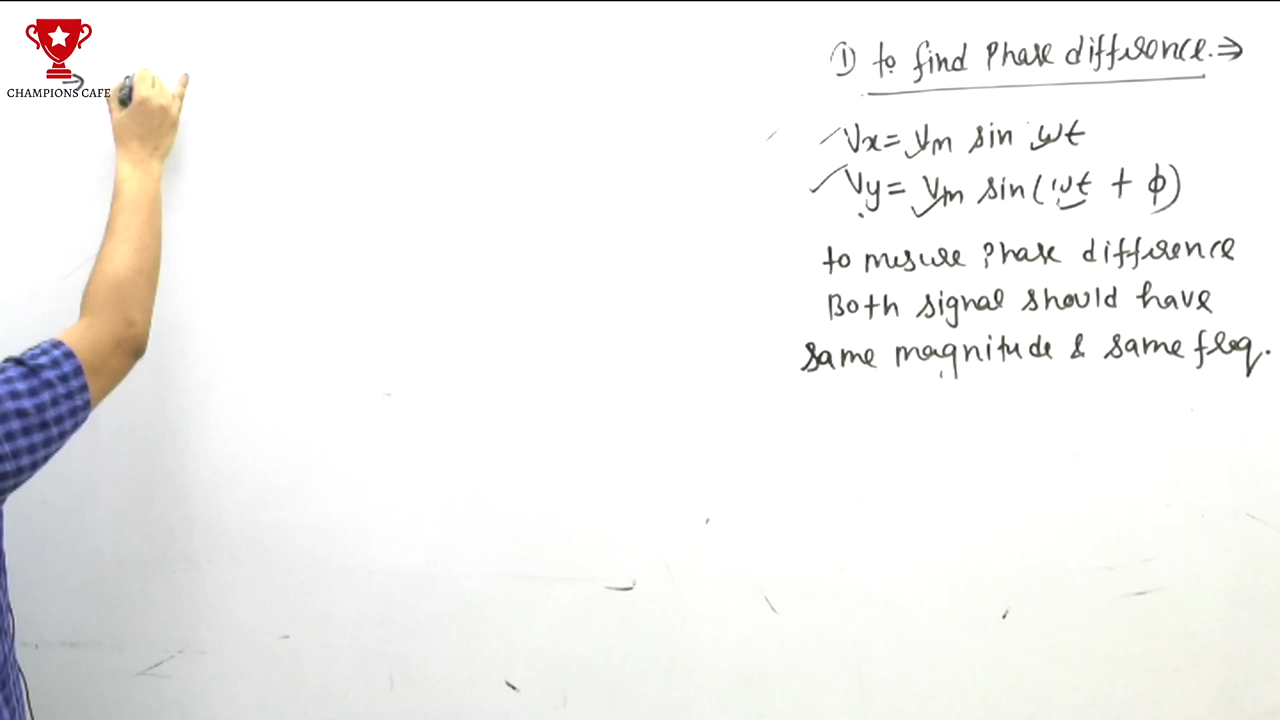 CHAMPIONS CAFE
① to find Phase difference. ⇒
Vx = Vm sin ωt
Vy = Vm sin (ωt + ϕ)
to mesure Phase difference
Both signal should have
same magnitude & same freq.